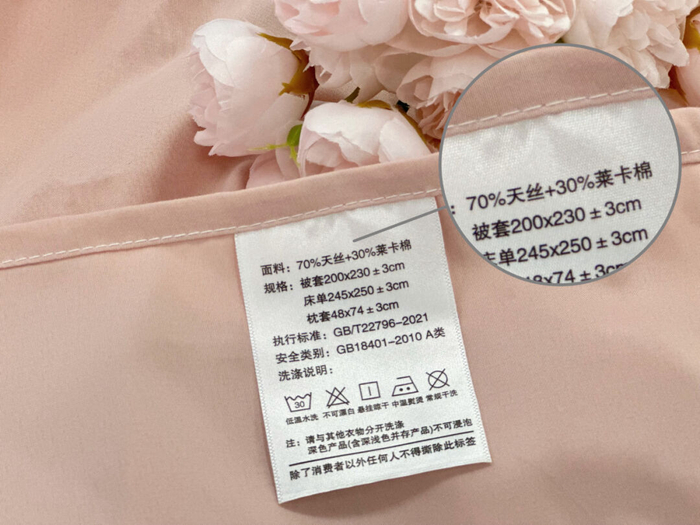 面料：70%天丝+30%莱卡棉
规格：被套200x230±3cm
床单245x250±3cm
枕套48x74±3cm
执行标准：GB/T22796-2021
安全类别：GB18401-2010 A类
洗涤说明：
30
低温水洗 不可漂白 悬挂晾干 中温熨烫 常规干洗
注：请与其他衣物分开洗涤
深色产品(含深浅色并存产品)不可浸泡
除了消费者以外任何人不得撕除此标签
：70%天丝+30%莱卡棉
被套200x230±3cm
床单245x250±3cm
48x74±3cm